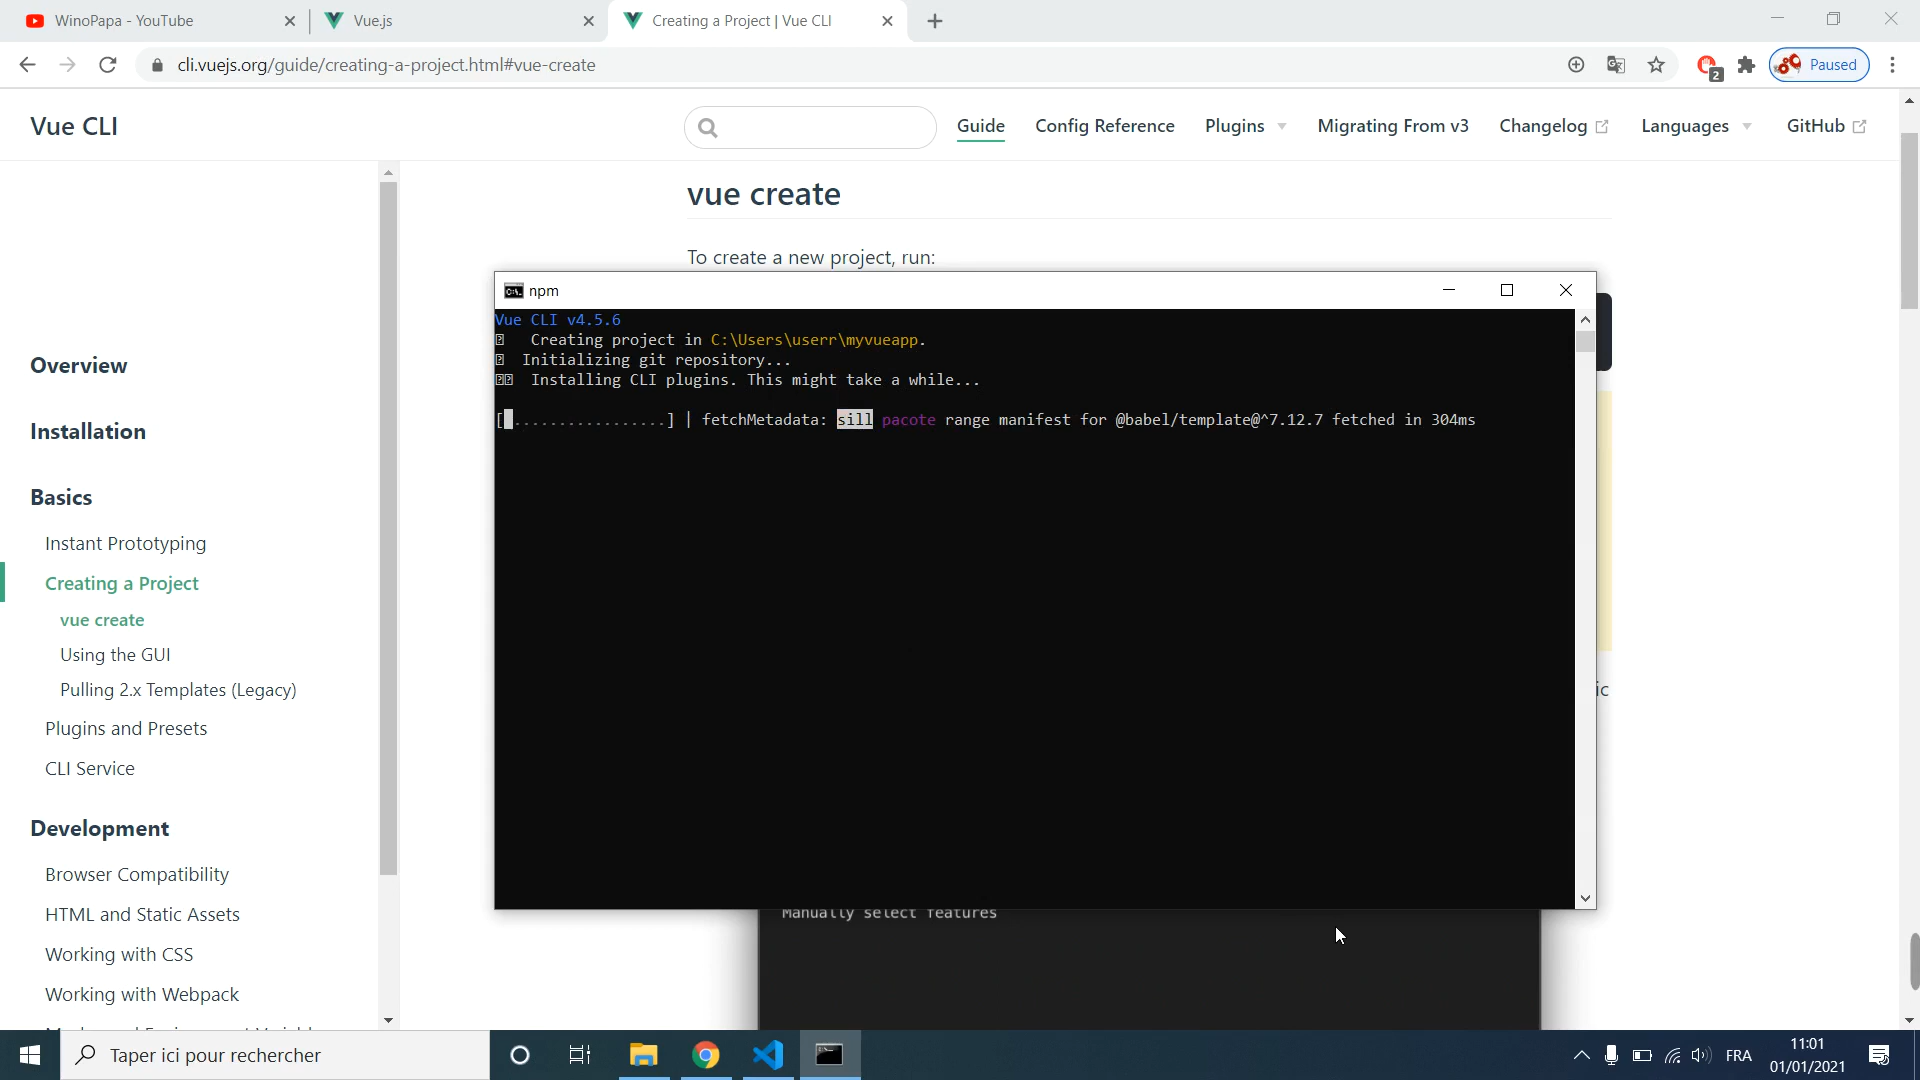 WinoPapa - YouTube
Vue.js
Creating a Project | Vue CLI
cli.vuejs.org/guide/creating-a-project.html#vue-create
2
Paused
Vue CLI
Guide
Config Reference
Plugins
Migrating From v3
Changelog
Languages
GitHub
vue create
To create a new project, run:
Overview
Installation
Basics
Instant Prototyping
Creating a Project
vue create
Using the GUI
Pulling 2.x Templates (Legacy)
Plugins and Presets
CLI Service
Development
Browser Compatibility
HTML and Static Assets
Working with CSS
Working with Webpack
npm
Vue CLI v4.5.6
Creating project in C:\Users\userr\myvueapp.
Initializing git repository...
Installing CLI plugins. This might take a while...
[.................] | fetchMetadata: sill pacote range manifest for @babel/template@^7.12.7 fetched in 304ms
ic
Manually select features
Taper ici pour rechercher
FRA
11:01
01/01/2021